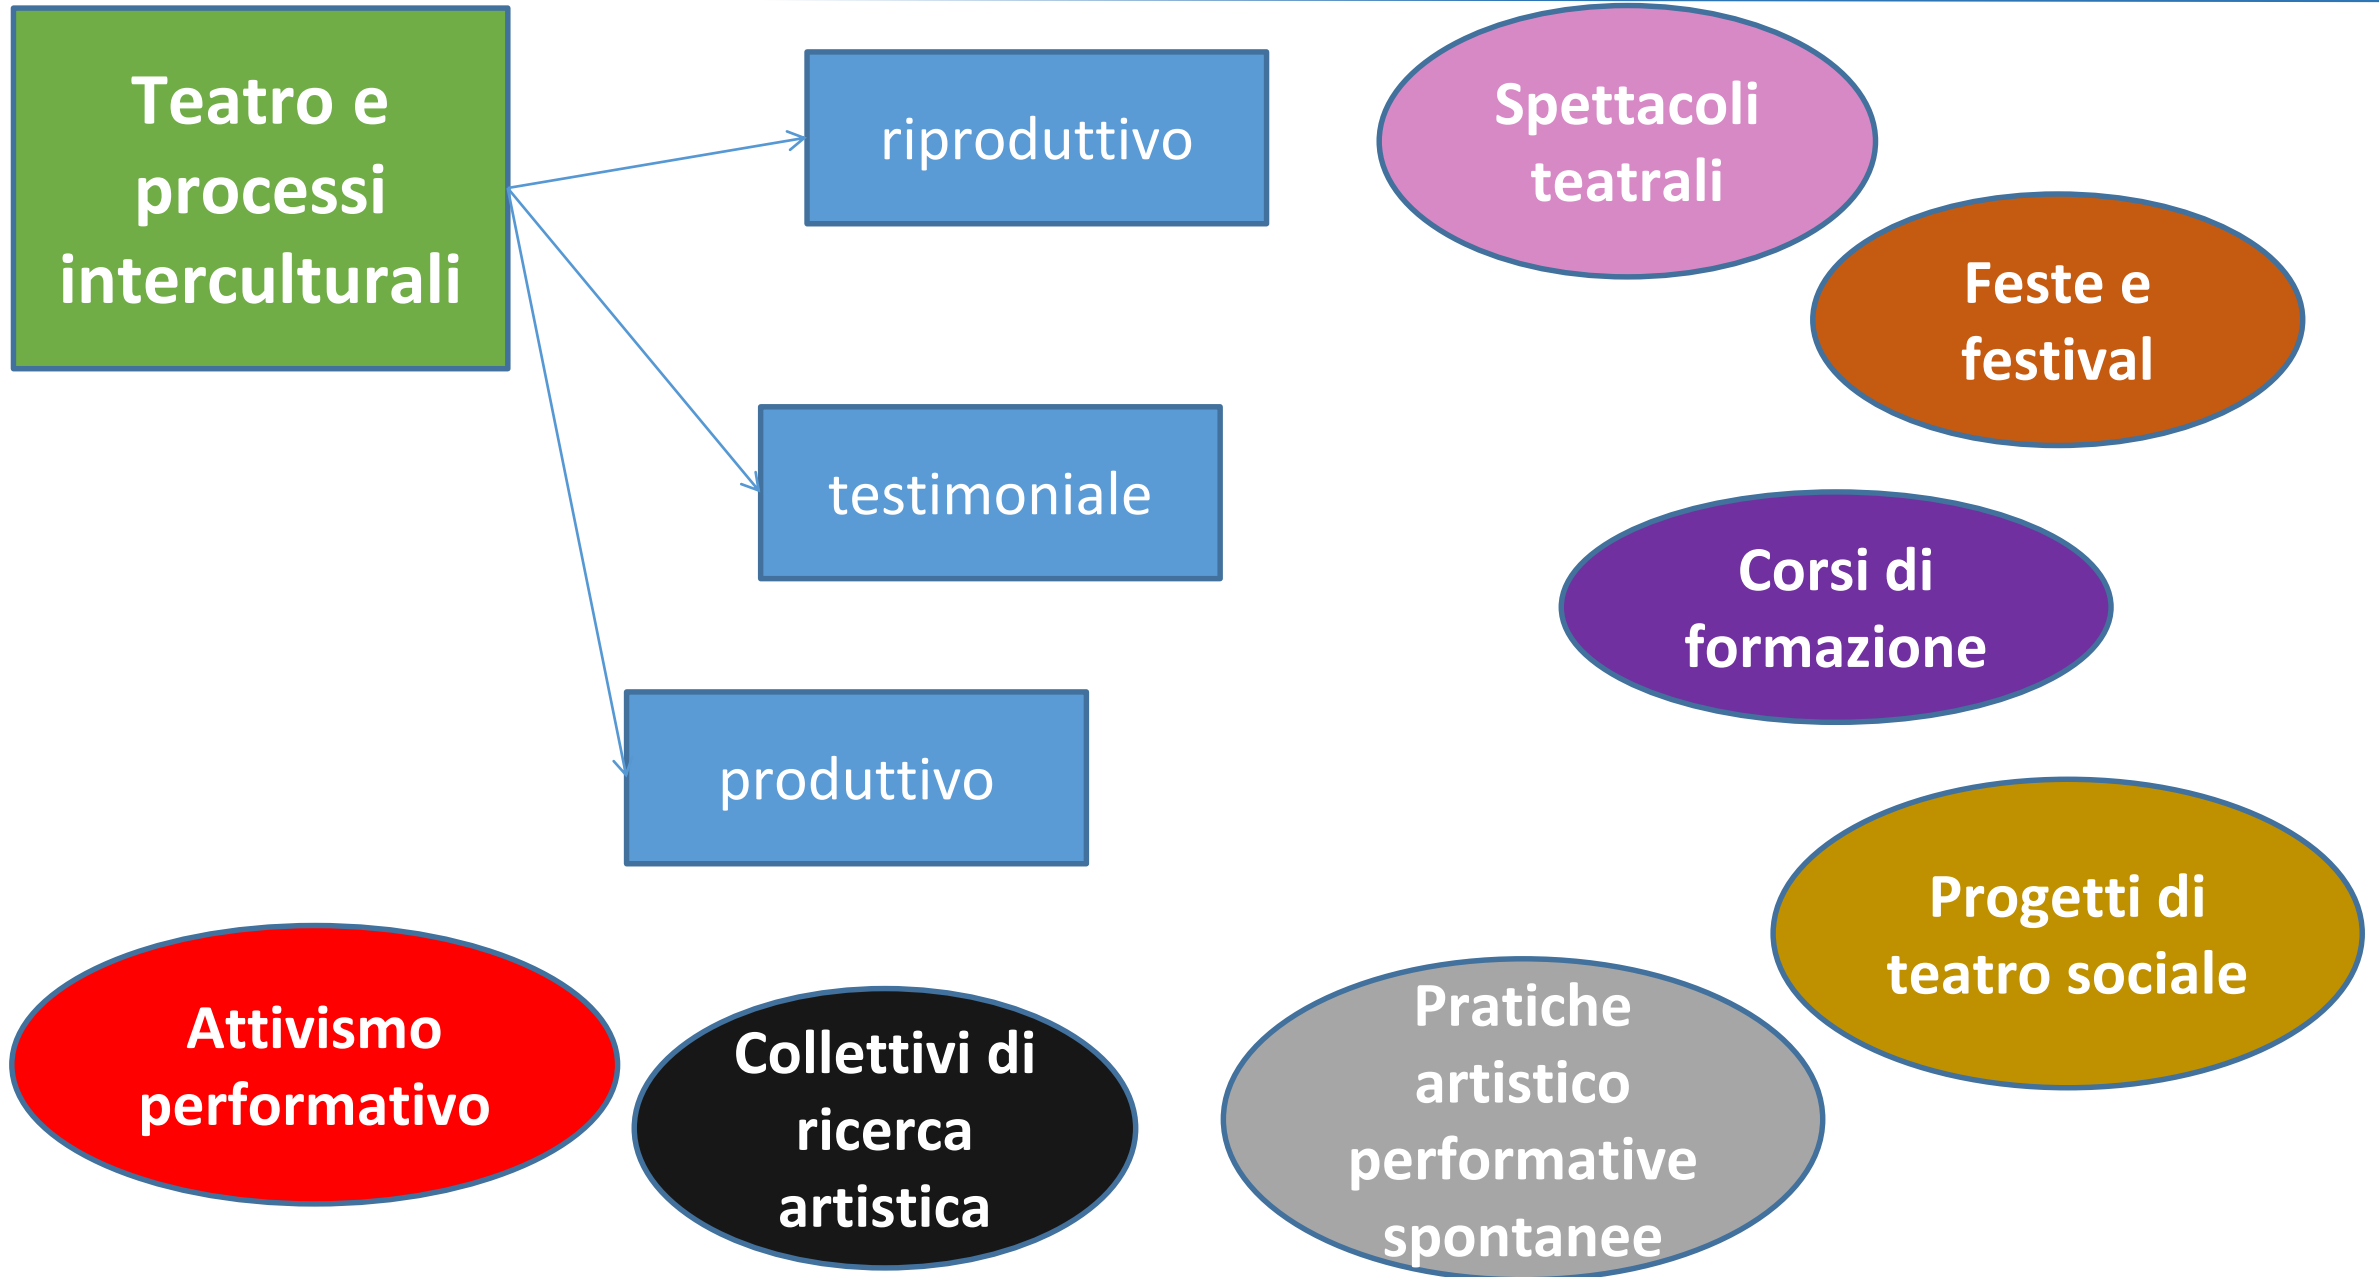 Teatro e
processi
interculturali
riproduttivo
testimoniale
produttivo
Spettacoli
teatrali
Feste e
festival
Corsi di
formazione
Progetti di
teatro sociale
Pratiche
artistico
performative
spontanee
Collettivi di
ricerca
artistica
Attivismo
performativo